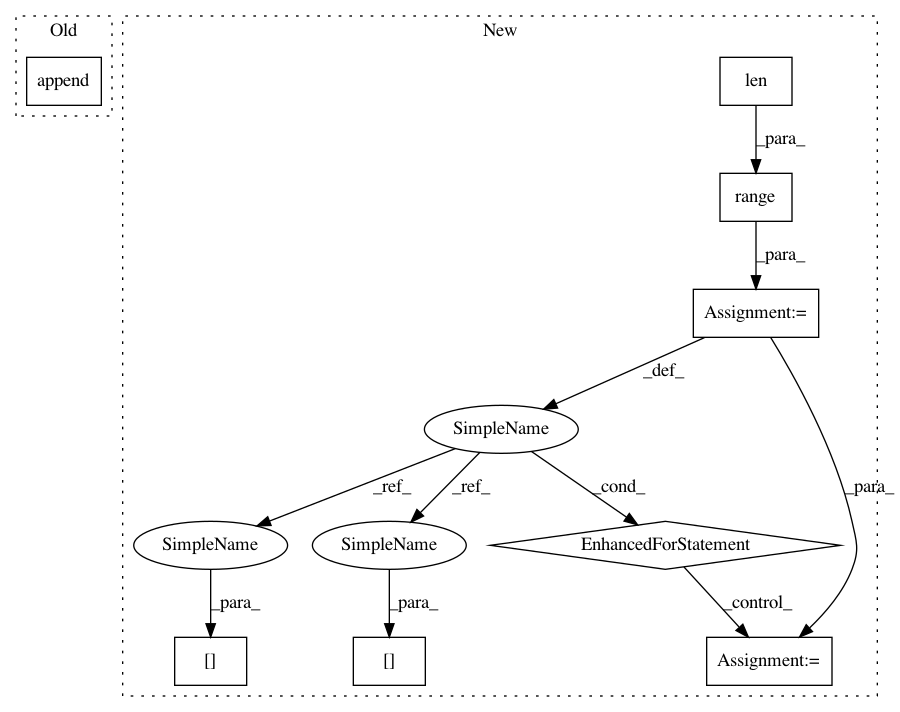 Old
New
append
len
_para_
range
_para_
Assignment:=
_def_
SimpleName
_ref_
_ref_
_cond_
_para_
SimpleName
SimpleName
EnhancedForStatement
_para_
_para_
_control_
[]
[]
Assignment:=